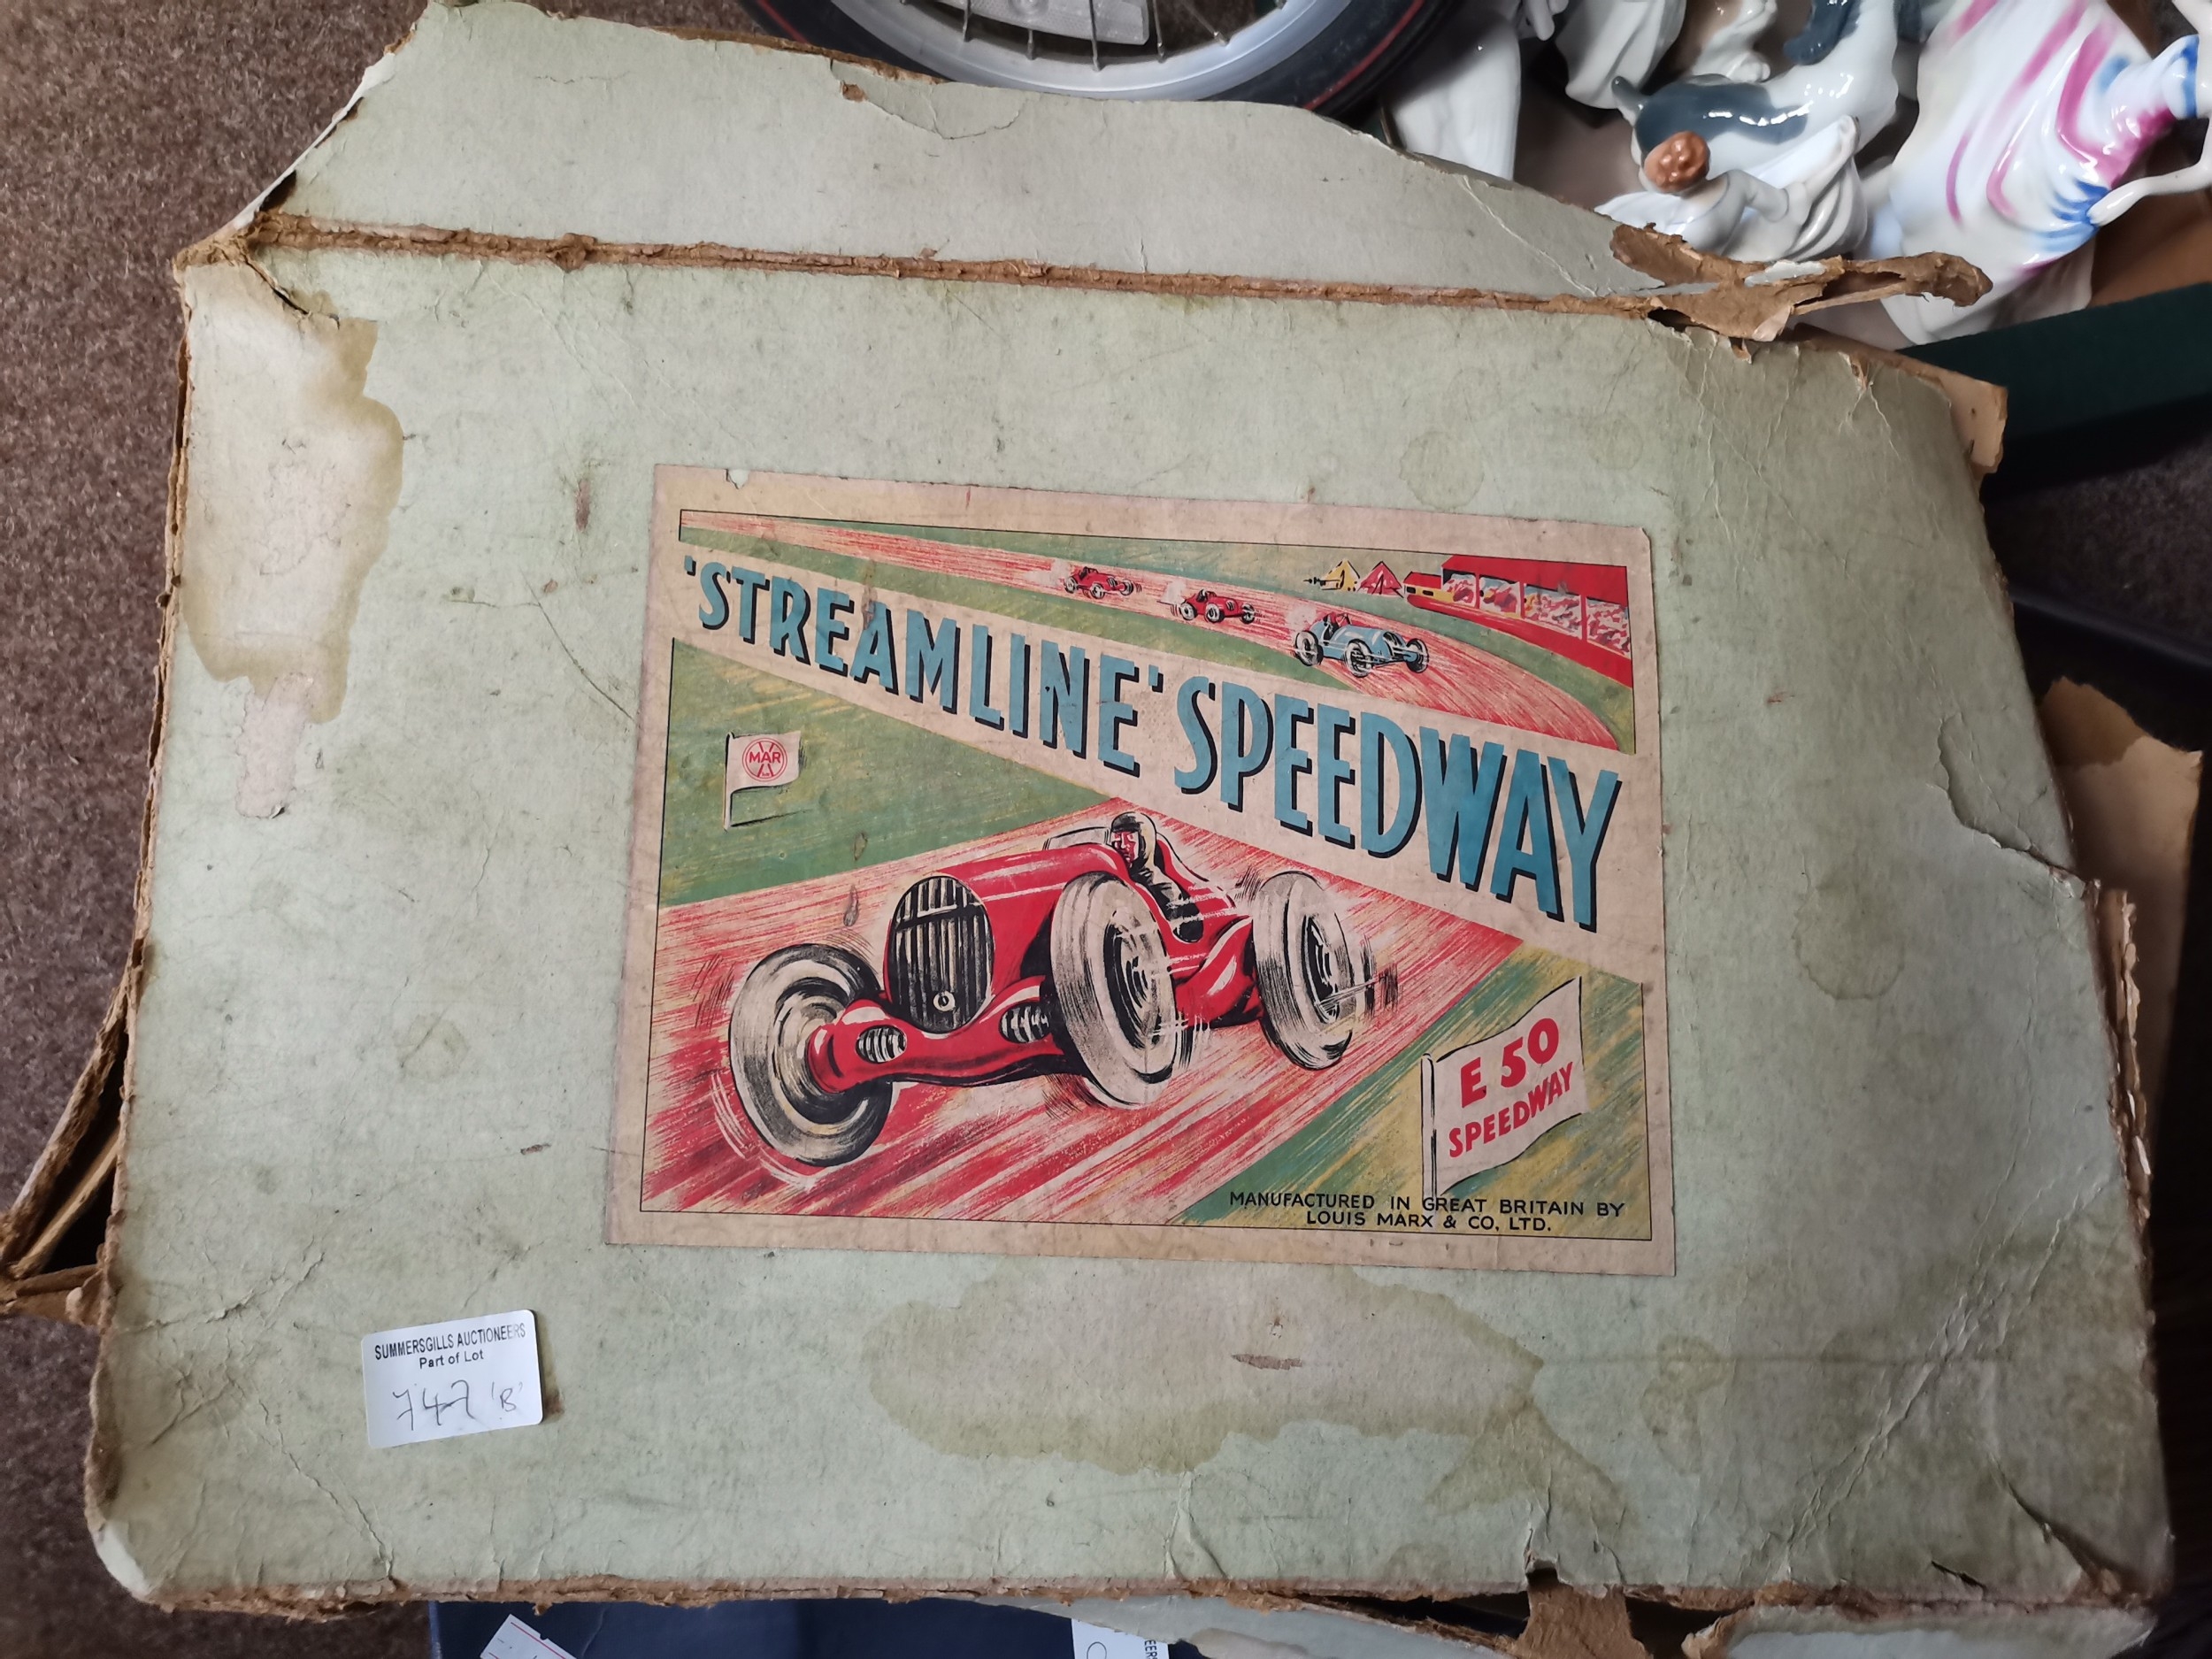 'STREAMLINE' SPEEDWAY
MAR
E 50
SPEEDWAY
MANUFACTURED IN GREAT BRITAIN BY
LOUIS MARX & CO. LTD.
SUMMERSGILLS AUCTIONEERS
Part of Lot
747 'B'